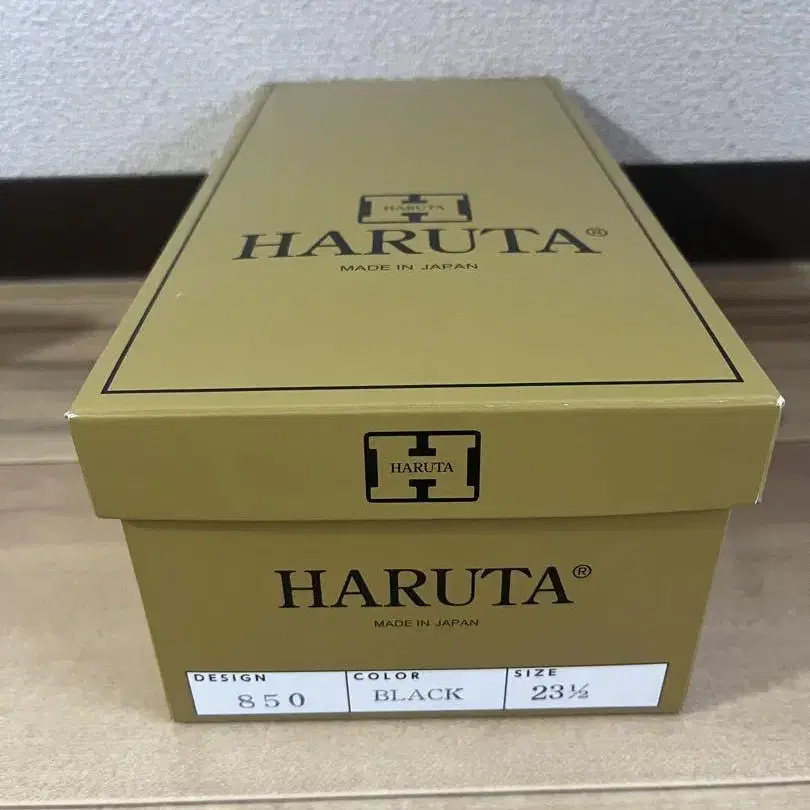 HARUTA
HARUTA®
MADE IN JAPAN
HARUTA
HARUTA®
MADE IN JAPAN
DESIGN COLOR SIZE
850 BLACK 23½